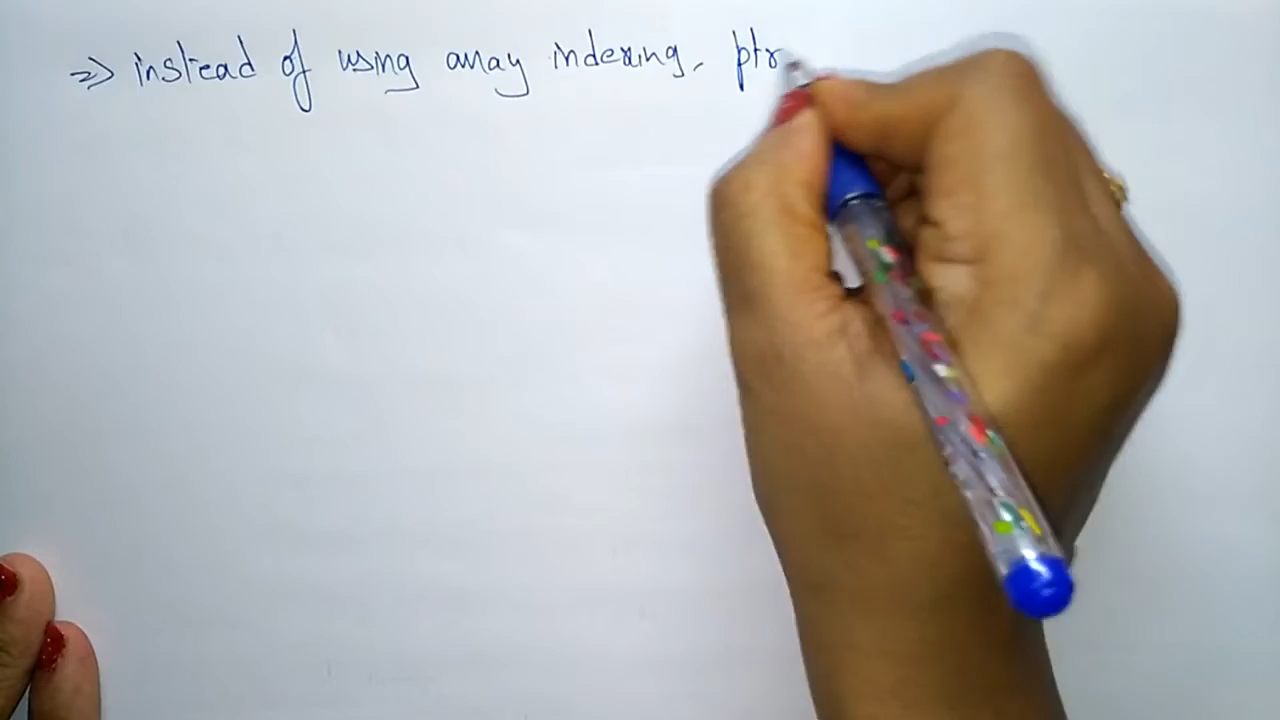 => instead of using array indexing, ptr